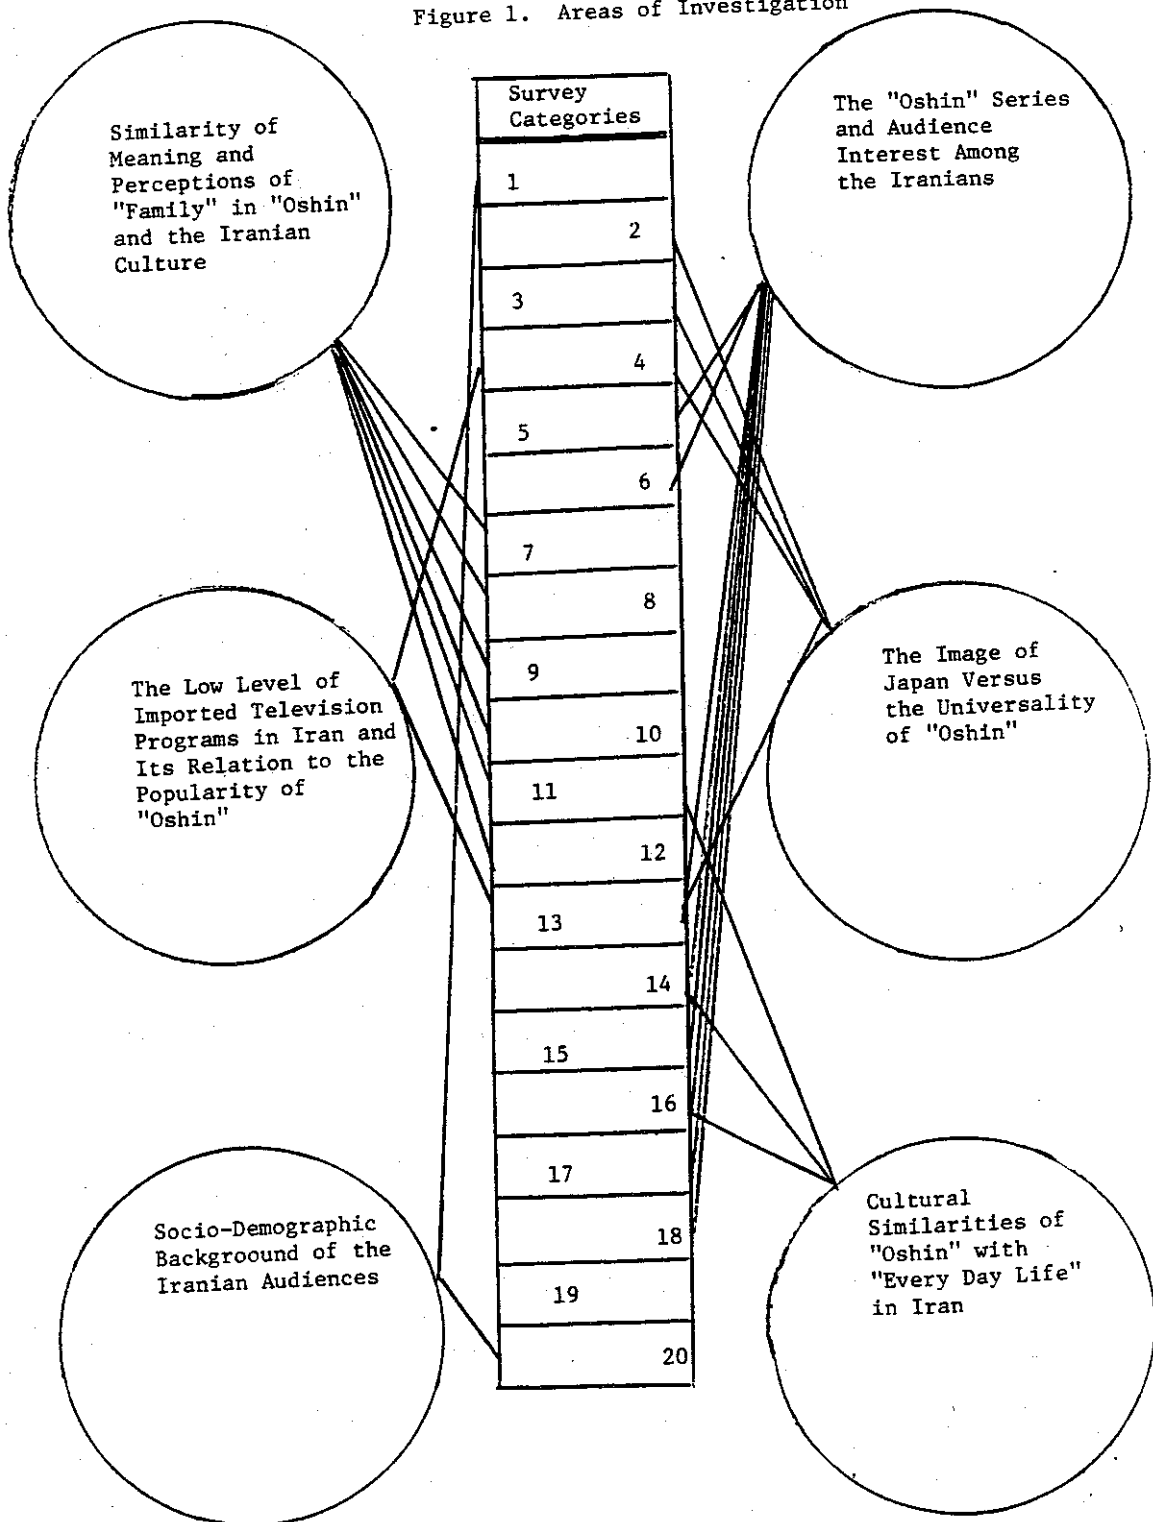 Figure 1. Areas of Investigation
Similarity of
Meaning and
Perceptions of
"Family" in "Oshin"
and the Iranian
Culture
Survey
Categories
The "Oshin" Series
and Audience
Interest Among
the Iranians
1
2
3
4
5
6
7
8
9
10
11
12
13
14
15
16
17
18
19
20
The Low Level of
Imported Television
Programs in Iran and
Its Relation to the
Popularity of
"Oshin"
The Image of
Japan Versus
the Universality
of "Oshin"
Socio-Demographic
Backgroound of the
Iranian Audiences
Cultural
Similarities of
"Oshin" with
"Every Day Life"
in Iran